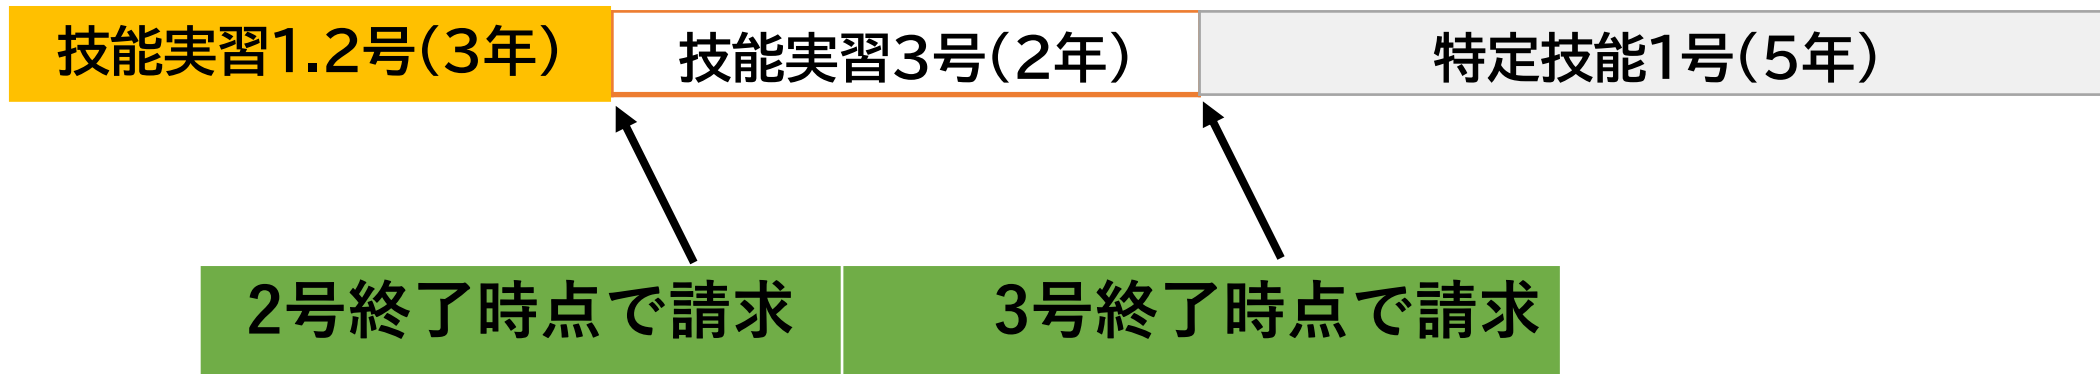 技能実習1.2号(3年)
技能実習3号(2年)
特定技能1号(5年)
2号終了時点で請求
3号終了時点で請求